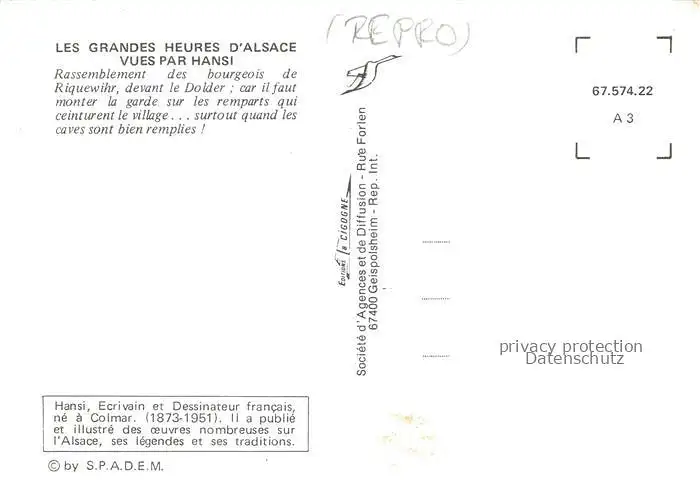 (REPRO)
LES GRANDES HEURES D'ALSACE
VUES PAR HANSI
Rassemblement des bourgeois de
Riquewihr, devant le Dolder ; car il faut
monter la garde sur les remparts qui
ceinturent le village . . . surtout quand les
caves sont bien remplies !
67.574.22
A 3
Editions la CIGOGNE
Société d'Agences et de Diffusion - Rue Forlen
67400 Geispolsheim - Rep. Int.
privacy protection
Datenschutz
Hansi, Ecrivain et Dessinateur français,
né à Colmar. (1873-1951). Il a publié
et illustré des œuvres nombreuses sur
l'Alsace, ses légendes et ses traditions.
© by S.P.A.D.E.M.